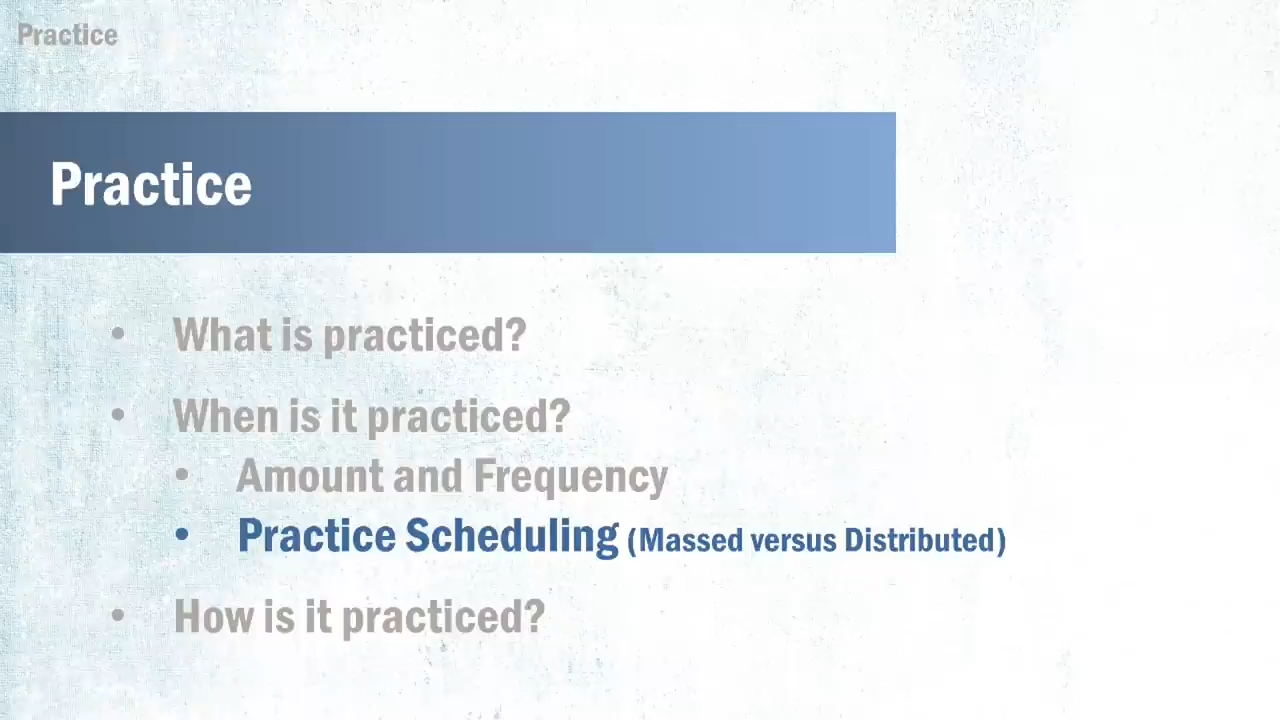 Practice
Practice
• What is practiced?
• When is it practiced?
• Amount and Frequency
• Practice Scheduling (Massed versus Distributed)
• How is it practiced?